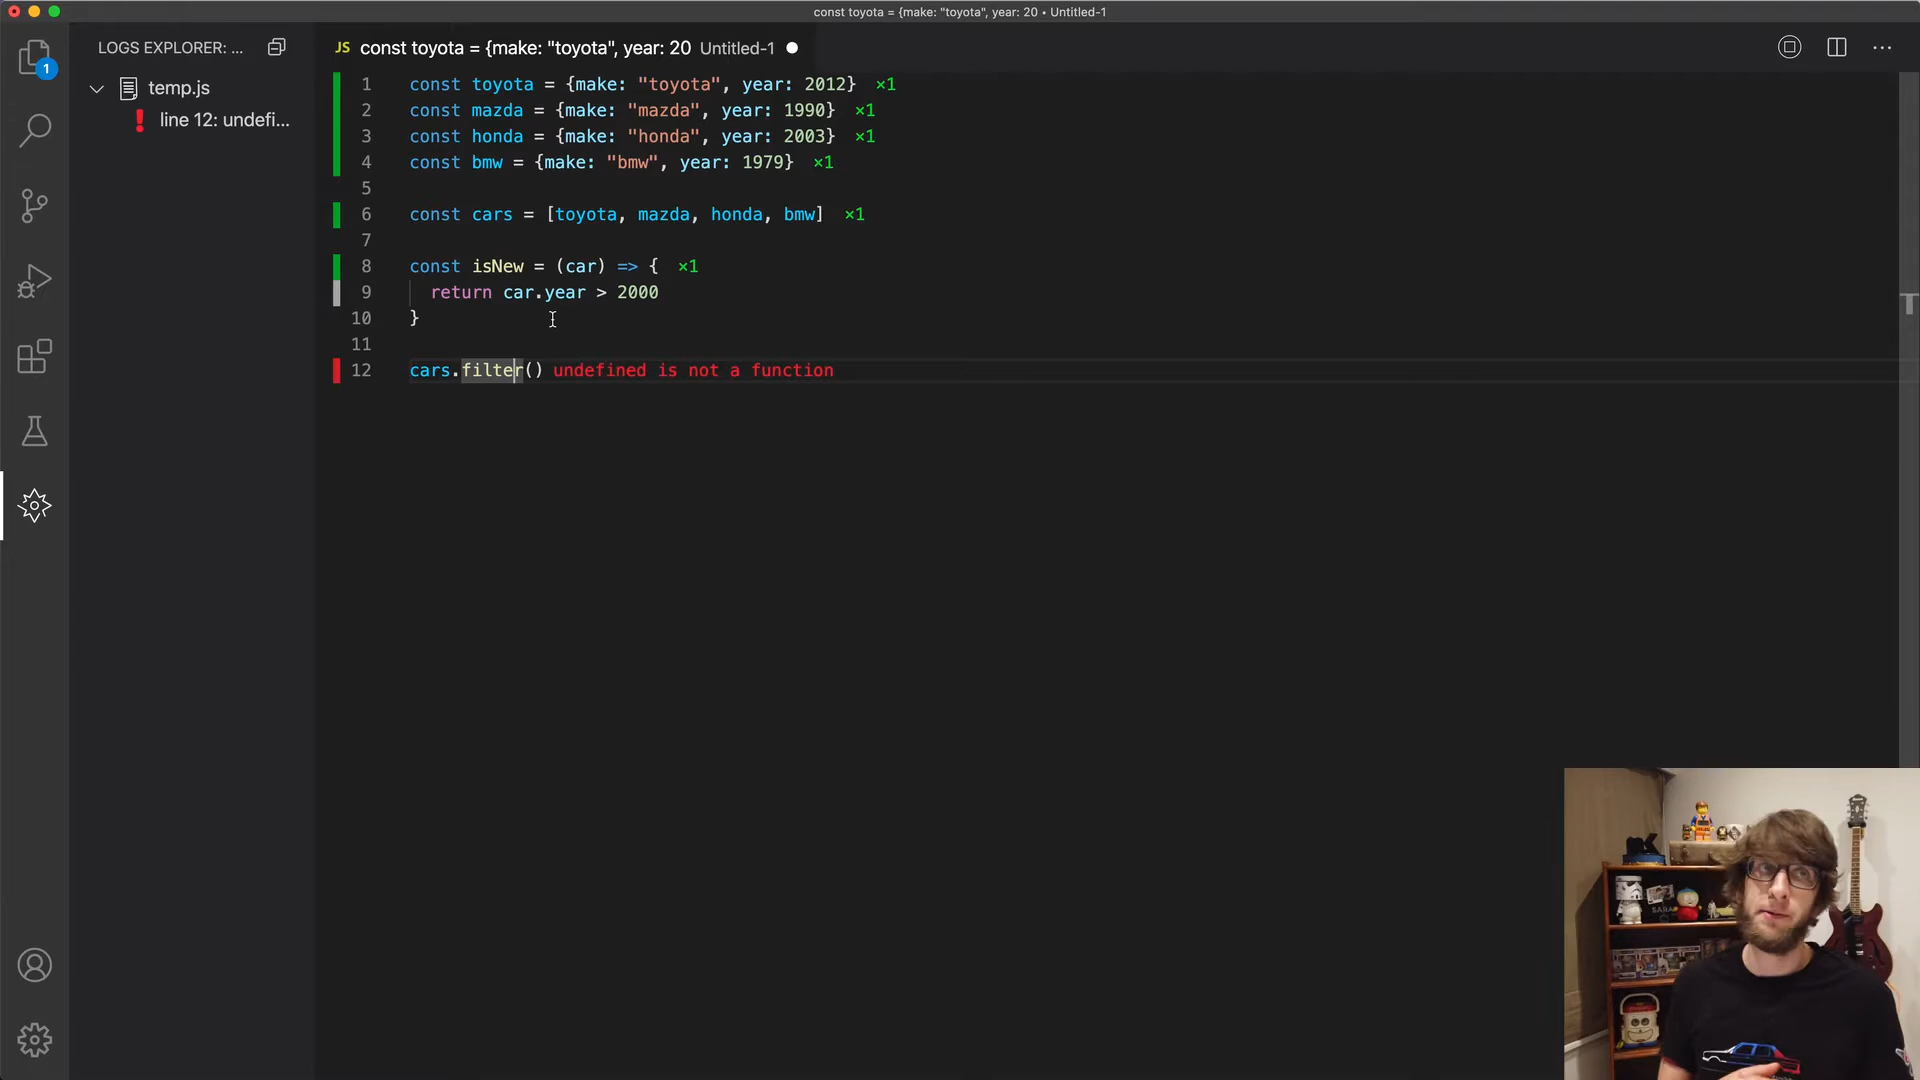 const toyota = {make: "toyota", year: 20 • Untitled-1
LOGS EXPLORER: ...
JS const toyota = {make: "toyota", year: 20 Untitled-1
1
temp.js
line 12: undefi...
1 const toyota = {make: "toyota", year: 2012} ×1
2 const mazda = {make: "mazda", year: 1990} ×1
3 const honda = {make: "honda", year: 2003} ×1
4 const bmw = {make: "bmw", year: 1979} ×1
5
6 const cars = [toyota, mazda, honda, bmw] ×1
7
8 const isNew = (car) => { ×1
9 return car.year > 2000
10 }
11
12 cars.filter() undefined is not a function
SARA